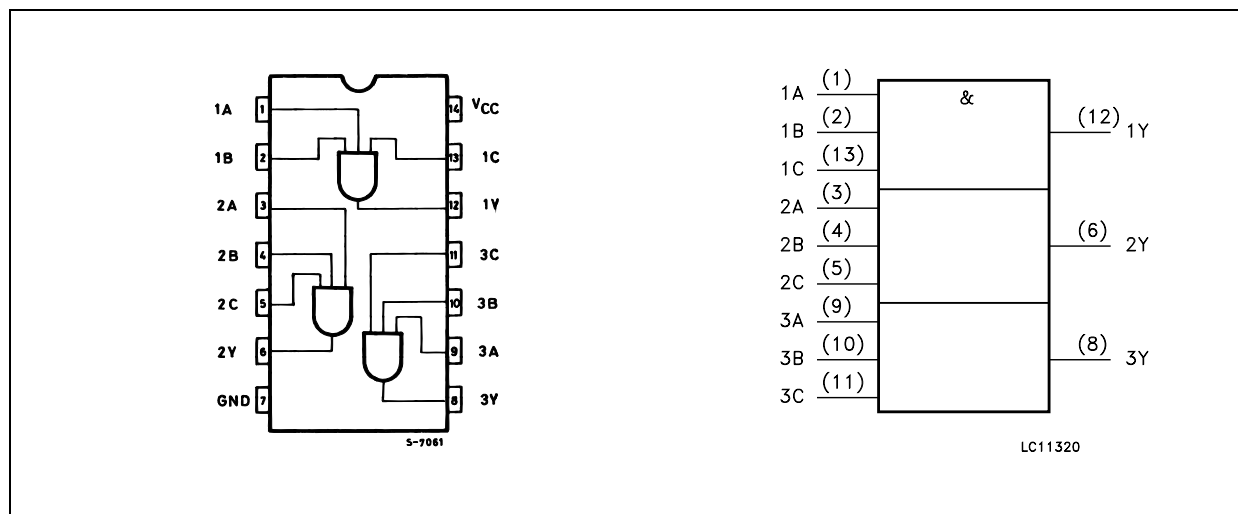 1A 1 14 VCC
1B 2 13 1C
2A 3 12 1Y
2B 4 11 3C
2C 5 10 3B
2Y 6 9 3A
GND 7 8 3Y
S-7061
&
1A (1)
1B (2) (12) 1Y
1C (13)
2A (3)
2B (4) (6) 2Y
2C (5)
3A (9)
3B (10) (8) 3Y
3C (11)
LC11320